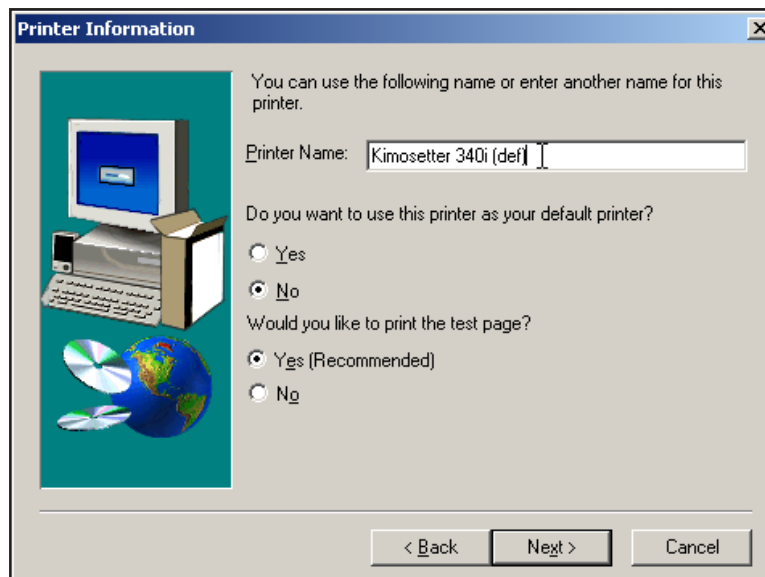 Printer Information
You can use the following name or enter another name for this
printer.
Printer Name: Kimosetter 340i (def)
Do you want to use this printer as your default printer?
Yes
No
Would you like to print the test page?
Yes (Recommended)
No
< Back Next > Cancel